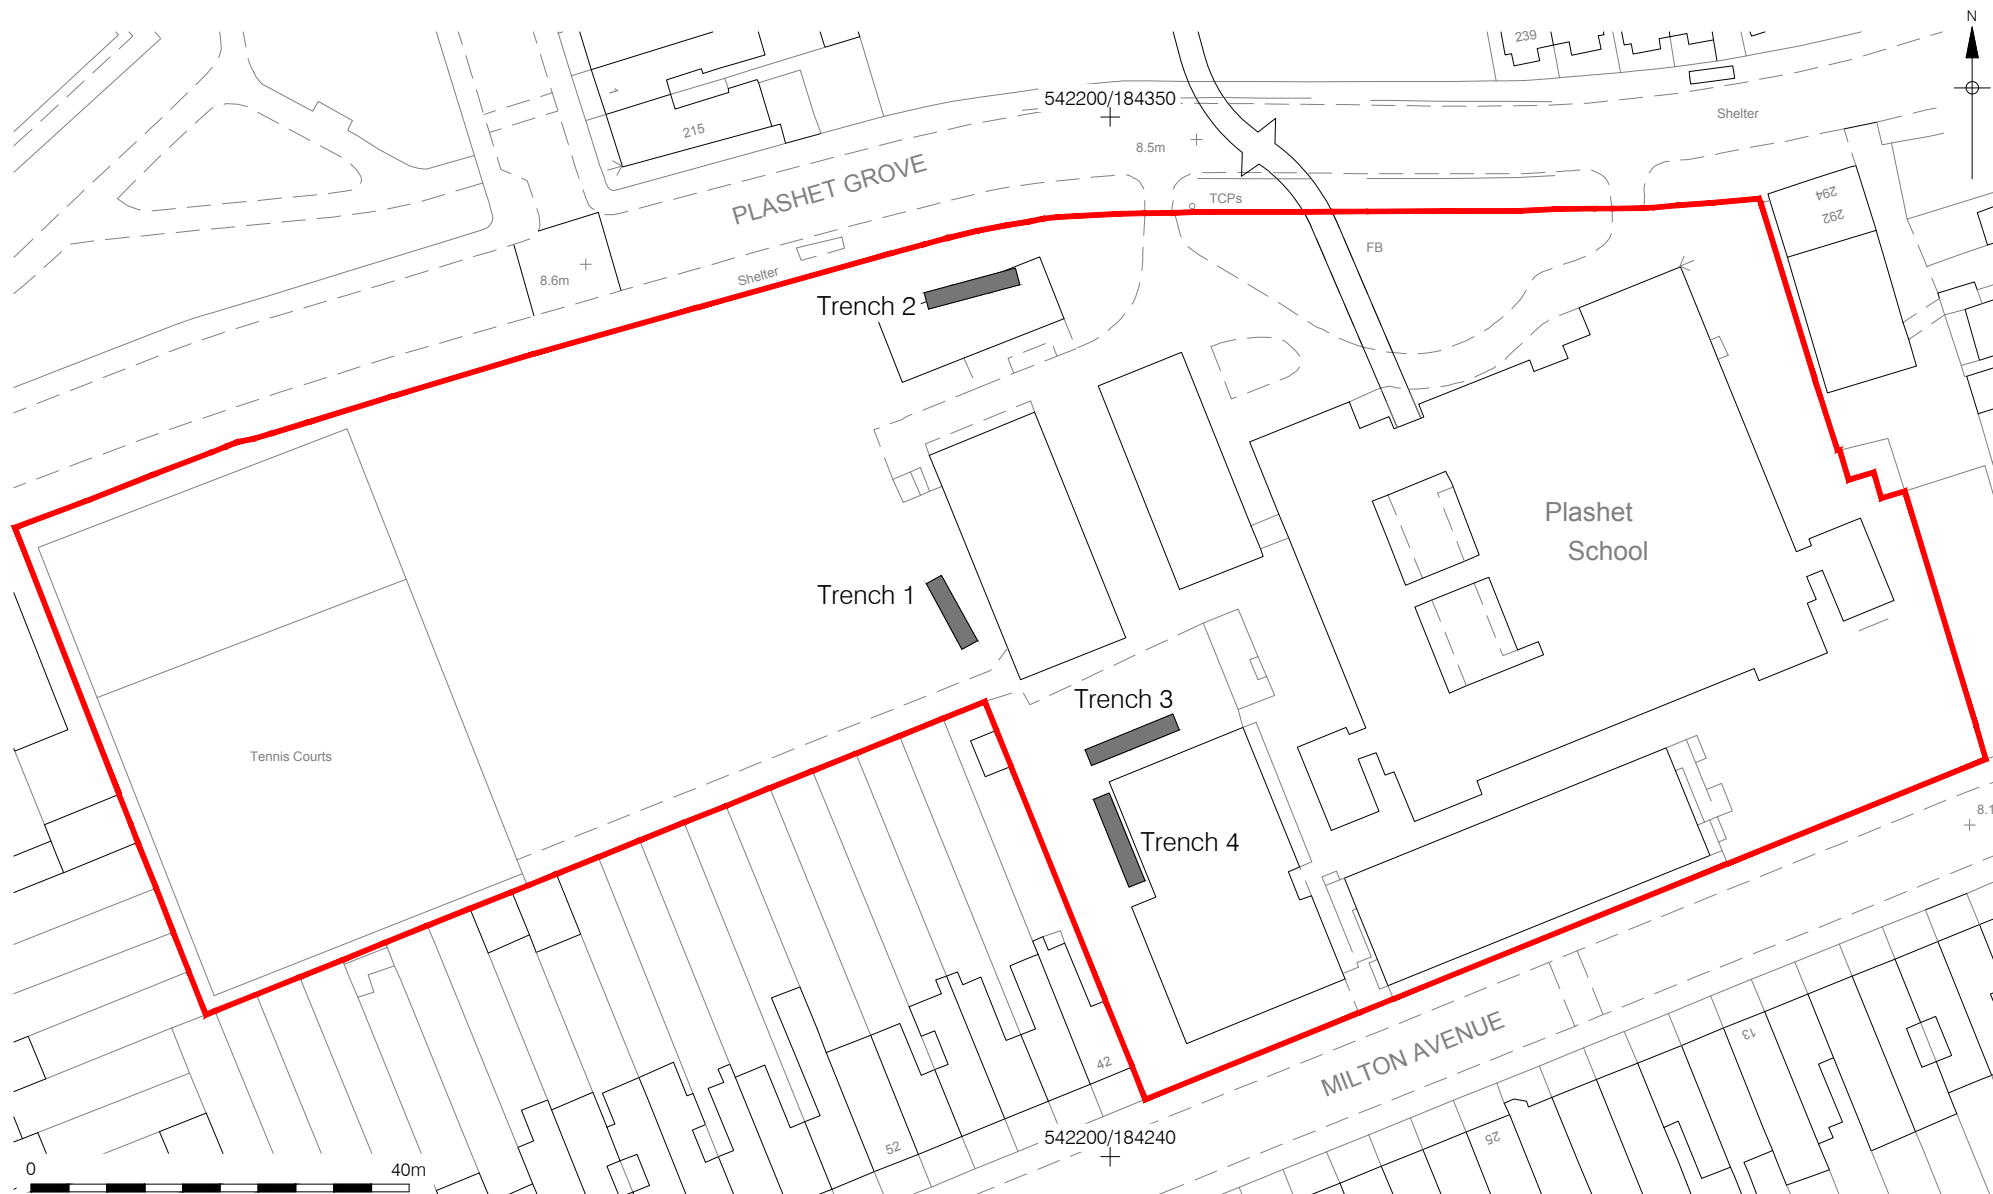 N
239
542200/184350
Shelter
1
215
8.5m
PLASHET GROVE
294
292
TCPs
FB
8.6m
Shelter
Trench 2
Plashet
School
Trench 1
Trench 3
Tennis Courts
Trench 4
8.1
MILTON AVENUE
13
42
25
52
542200/184240
0 40m